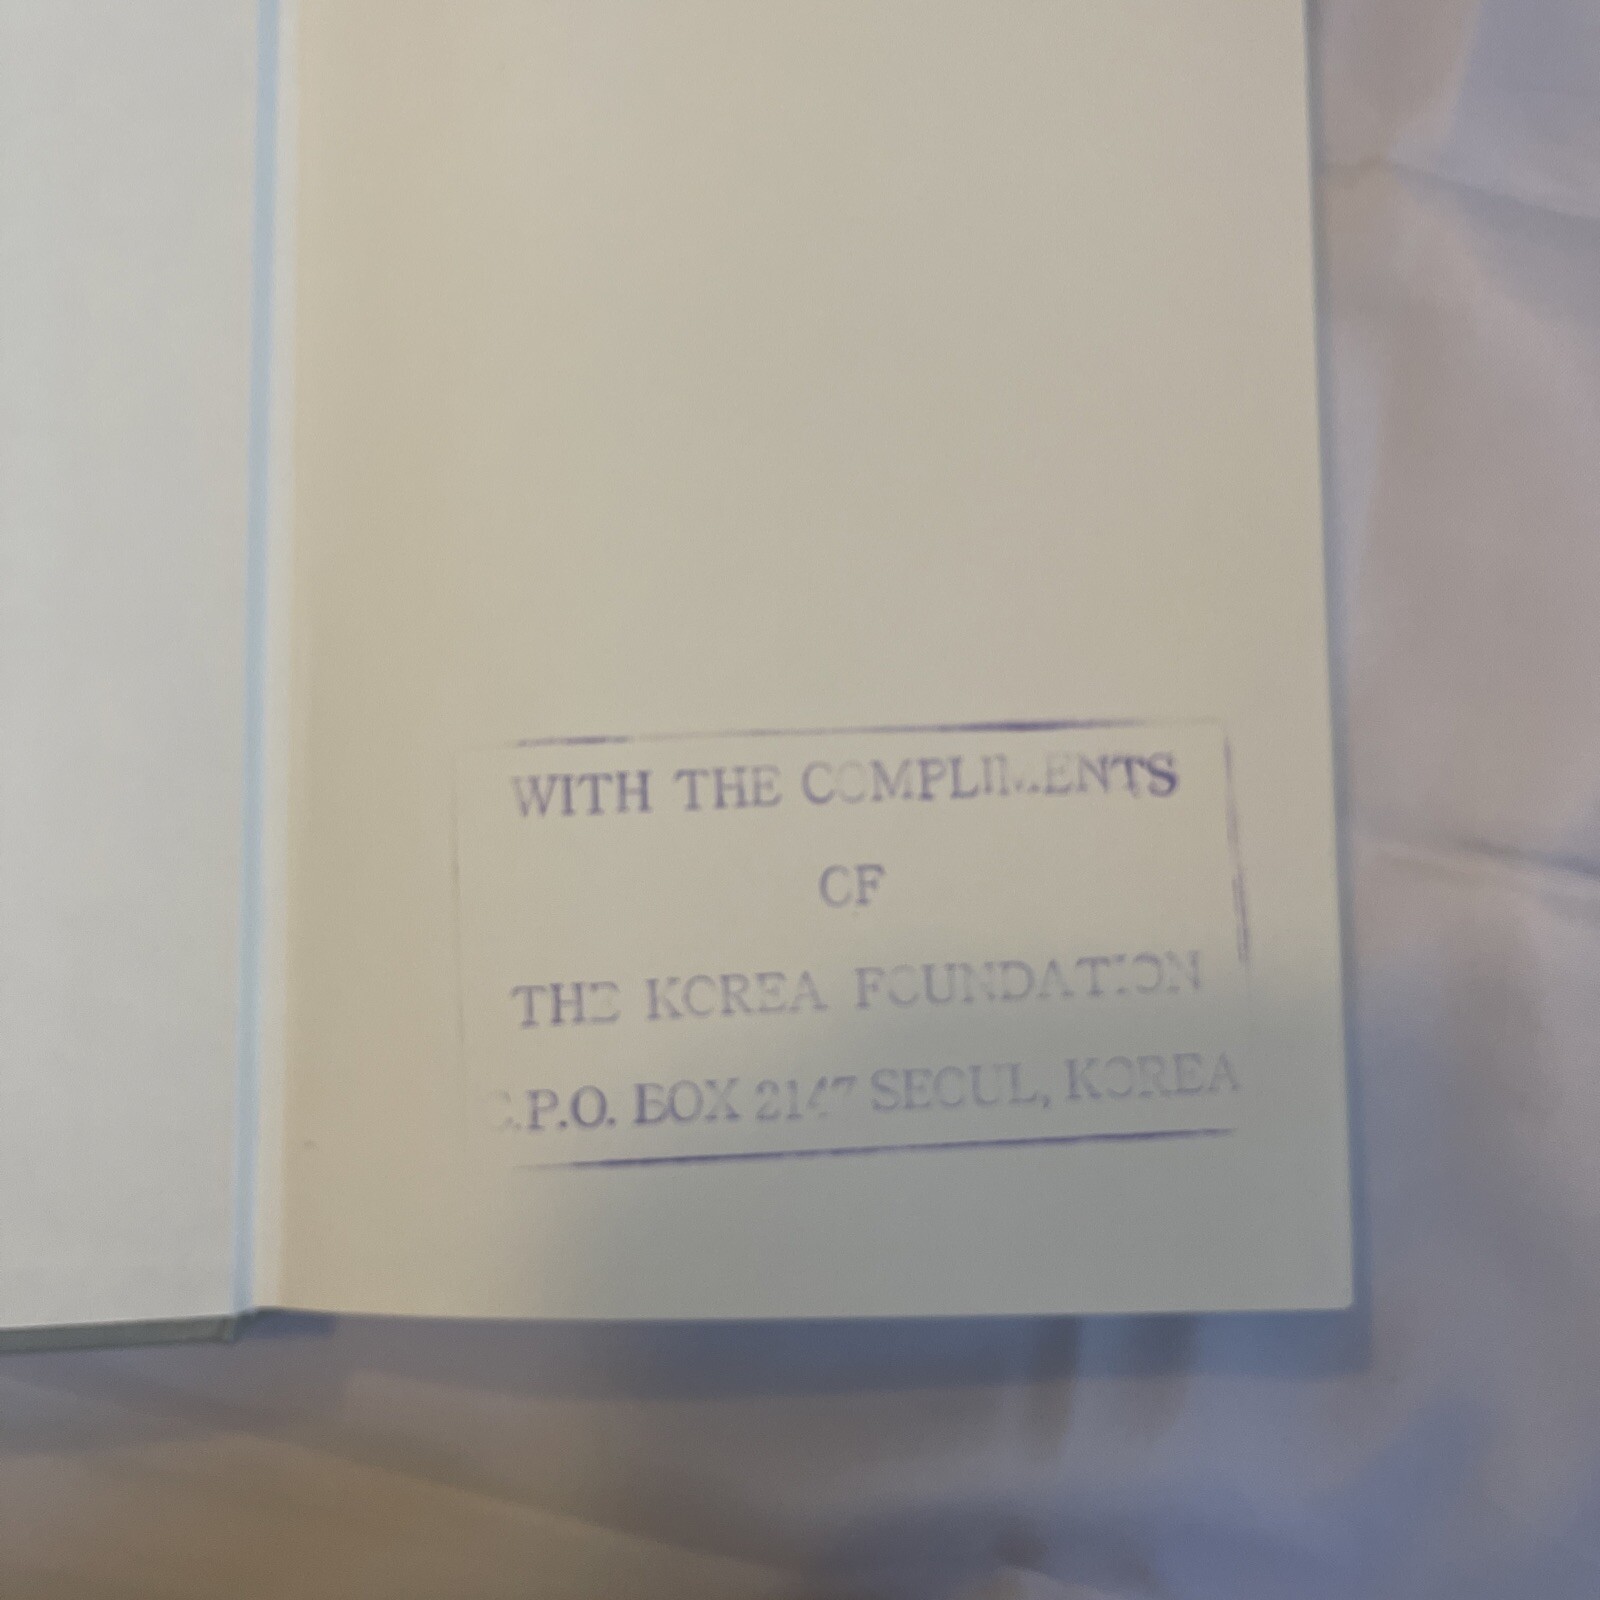 WITH THE COMPLIMENTS
OF
THE KOREA FOUNDATION
C.P.O. BOX 2147 SEOUL, KOREA